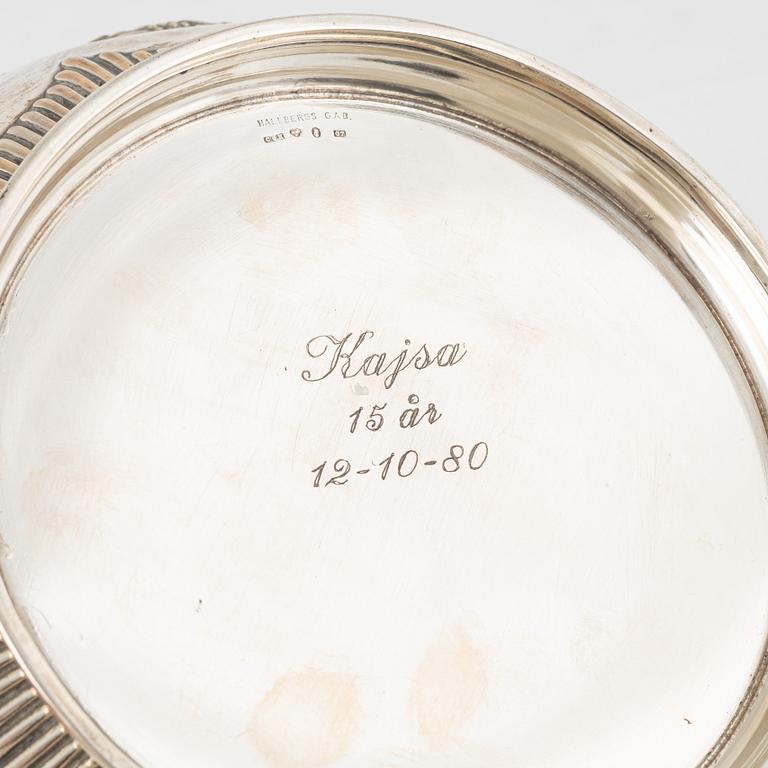 HALLBERGS G.A.B.
Kajsa
15 år
12-10-80